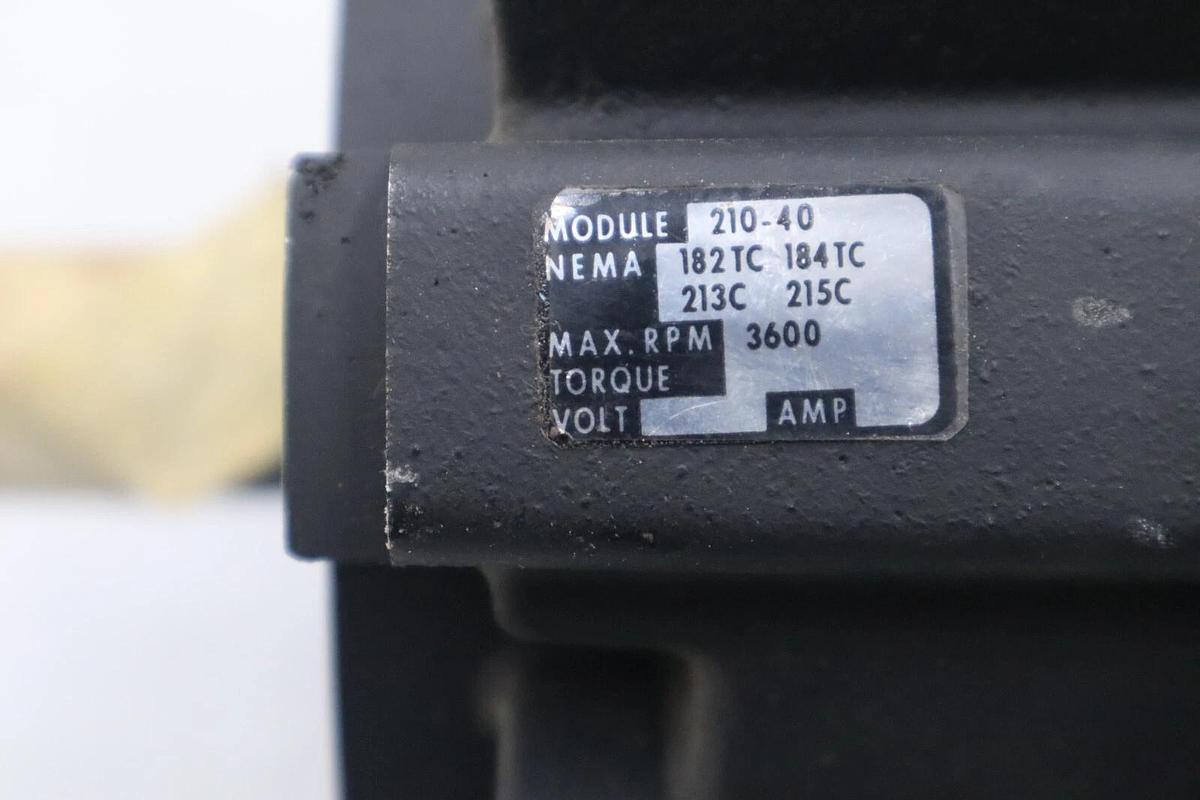 MODULE 210-40
NEMA 182TC 184TC
213C 215C
MAX. RPM 3600
TORQUE
VOLT AMP